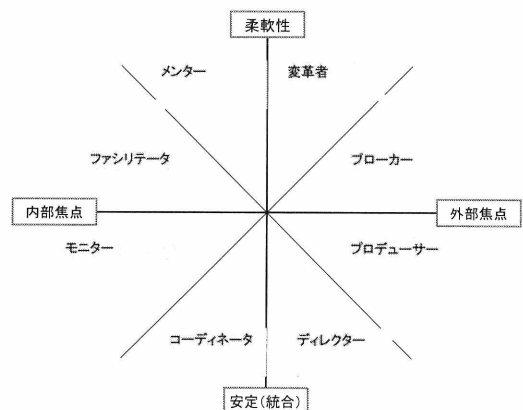 柔軟性
メンター
変革者
ファシリテータ
ブローカー
内部焦点
外部焦点
モニター
プロデューサー
コーディネータ
ディレクター
安定(統合)